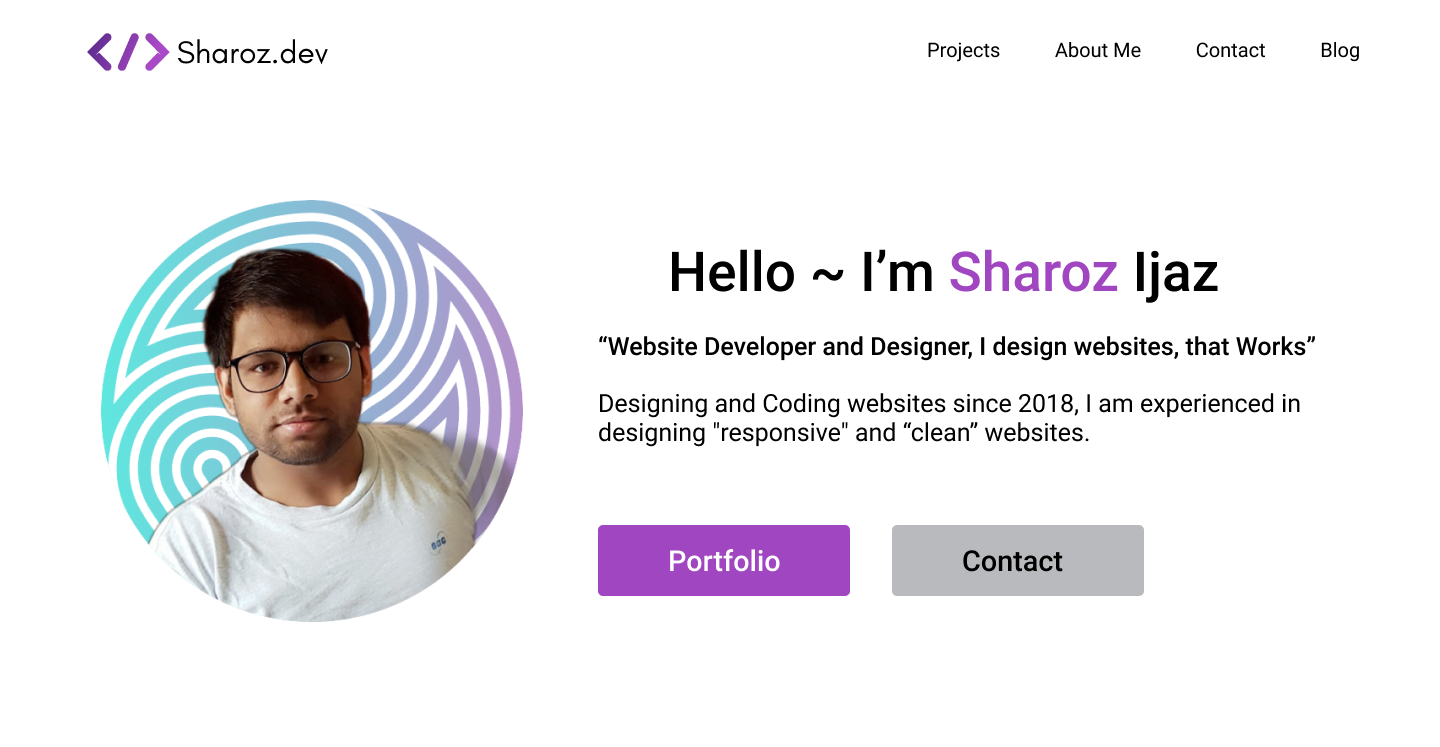 </> Sharoz.dev
Projects
About Me
Contact
Blog
Hello ~ I’m Sharoz Ijaz
“Website Developer and Designer, I design websites, that Works”
Designing and Coding websites since 2018, I am experienced in
designing "responsive" and “clean” websites.
Portfolio
Contact